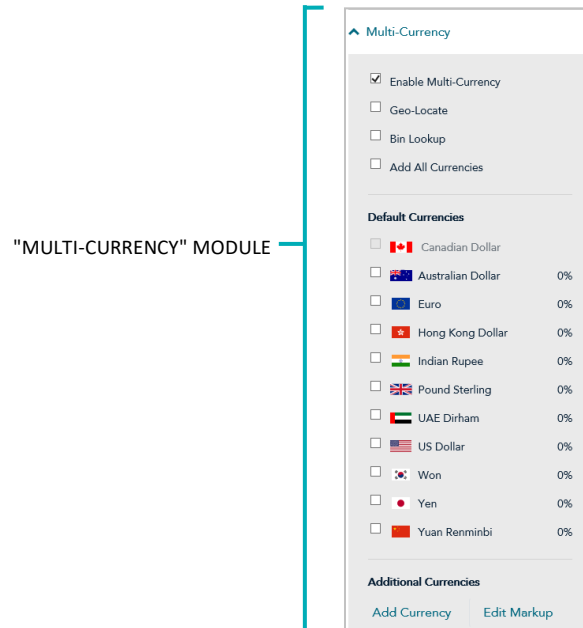 Multi-Currency
Enable Multi-Currency
Geo-Locate
Bin Lookup
Add All Currencies
Default Currencies
Canadian Dollar
"MULTI-CURRENCY" MODULE
Australian Dollar 0%
Euro 0%
Hong Kong Dollar 0%
Indian Rupee 0%
Pound Sterling 0%
UAE Dirham 0%
US Dollar 0%
Won 0%
Yen 0%
Yuan Renminbi 0%
Additional Currencies
Add Currency Edit Markup